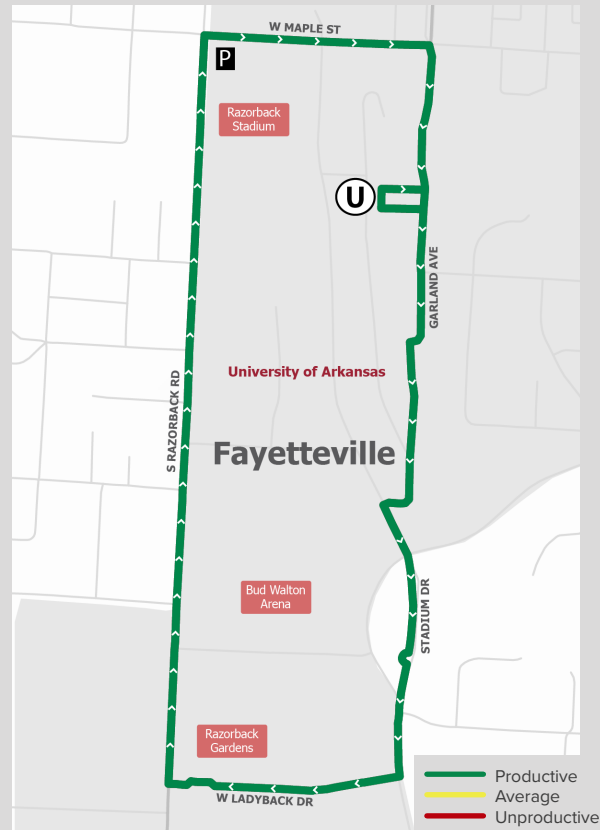 W MAPLE ST
P
Razorback
Stadium
U
GARLAND AVE
University of Arkansas
S RAZORBACK RD
Fayetteville
Bud Walton
Arena
STADIUM DR
Razorback
Gardens
W LADYBACK DR
Productive
Average
Unproductive